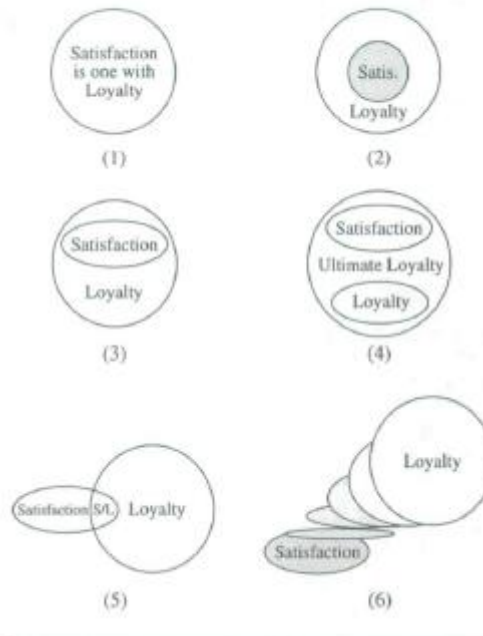 Satisfaction
is one with
Loyalty
(1)
Satis.
Loyalty
(2)
Satisfaction
Loyalty
(3)
Satisfaction
Ultimate Loyalty
Loyalty
(4)
Satisfaction S/L Loyalty
(5)
Loyalty
Satisfaction
(6)